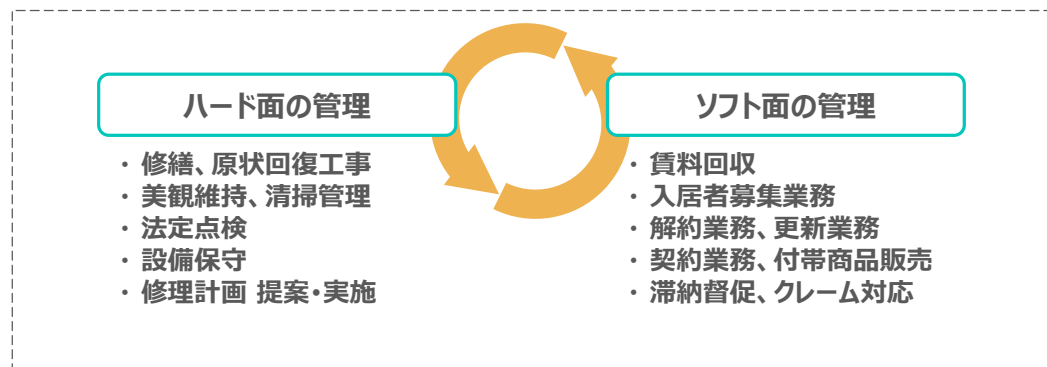 ハード面の管理
・ 修繕、原状回復工事
・ 美観維持、清掃管理
・ 法定点検
・ 設備保守
・ 修理計画 提案・実施
ソフト面の管理
・ 賃料回収
・ 入居者募集業務
・ 解約業務、更新業務
・ 契約業務、付帯商品販売
・ 滞納督促、クレーム対応